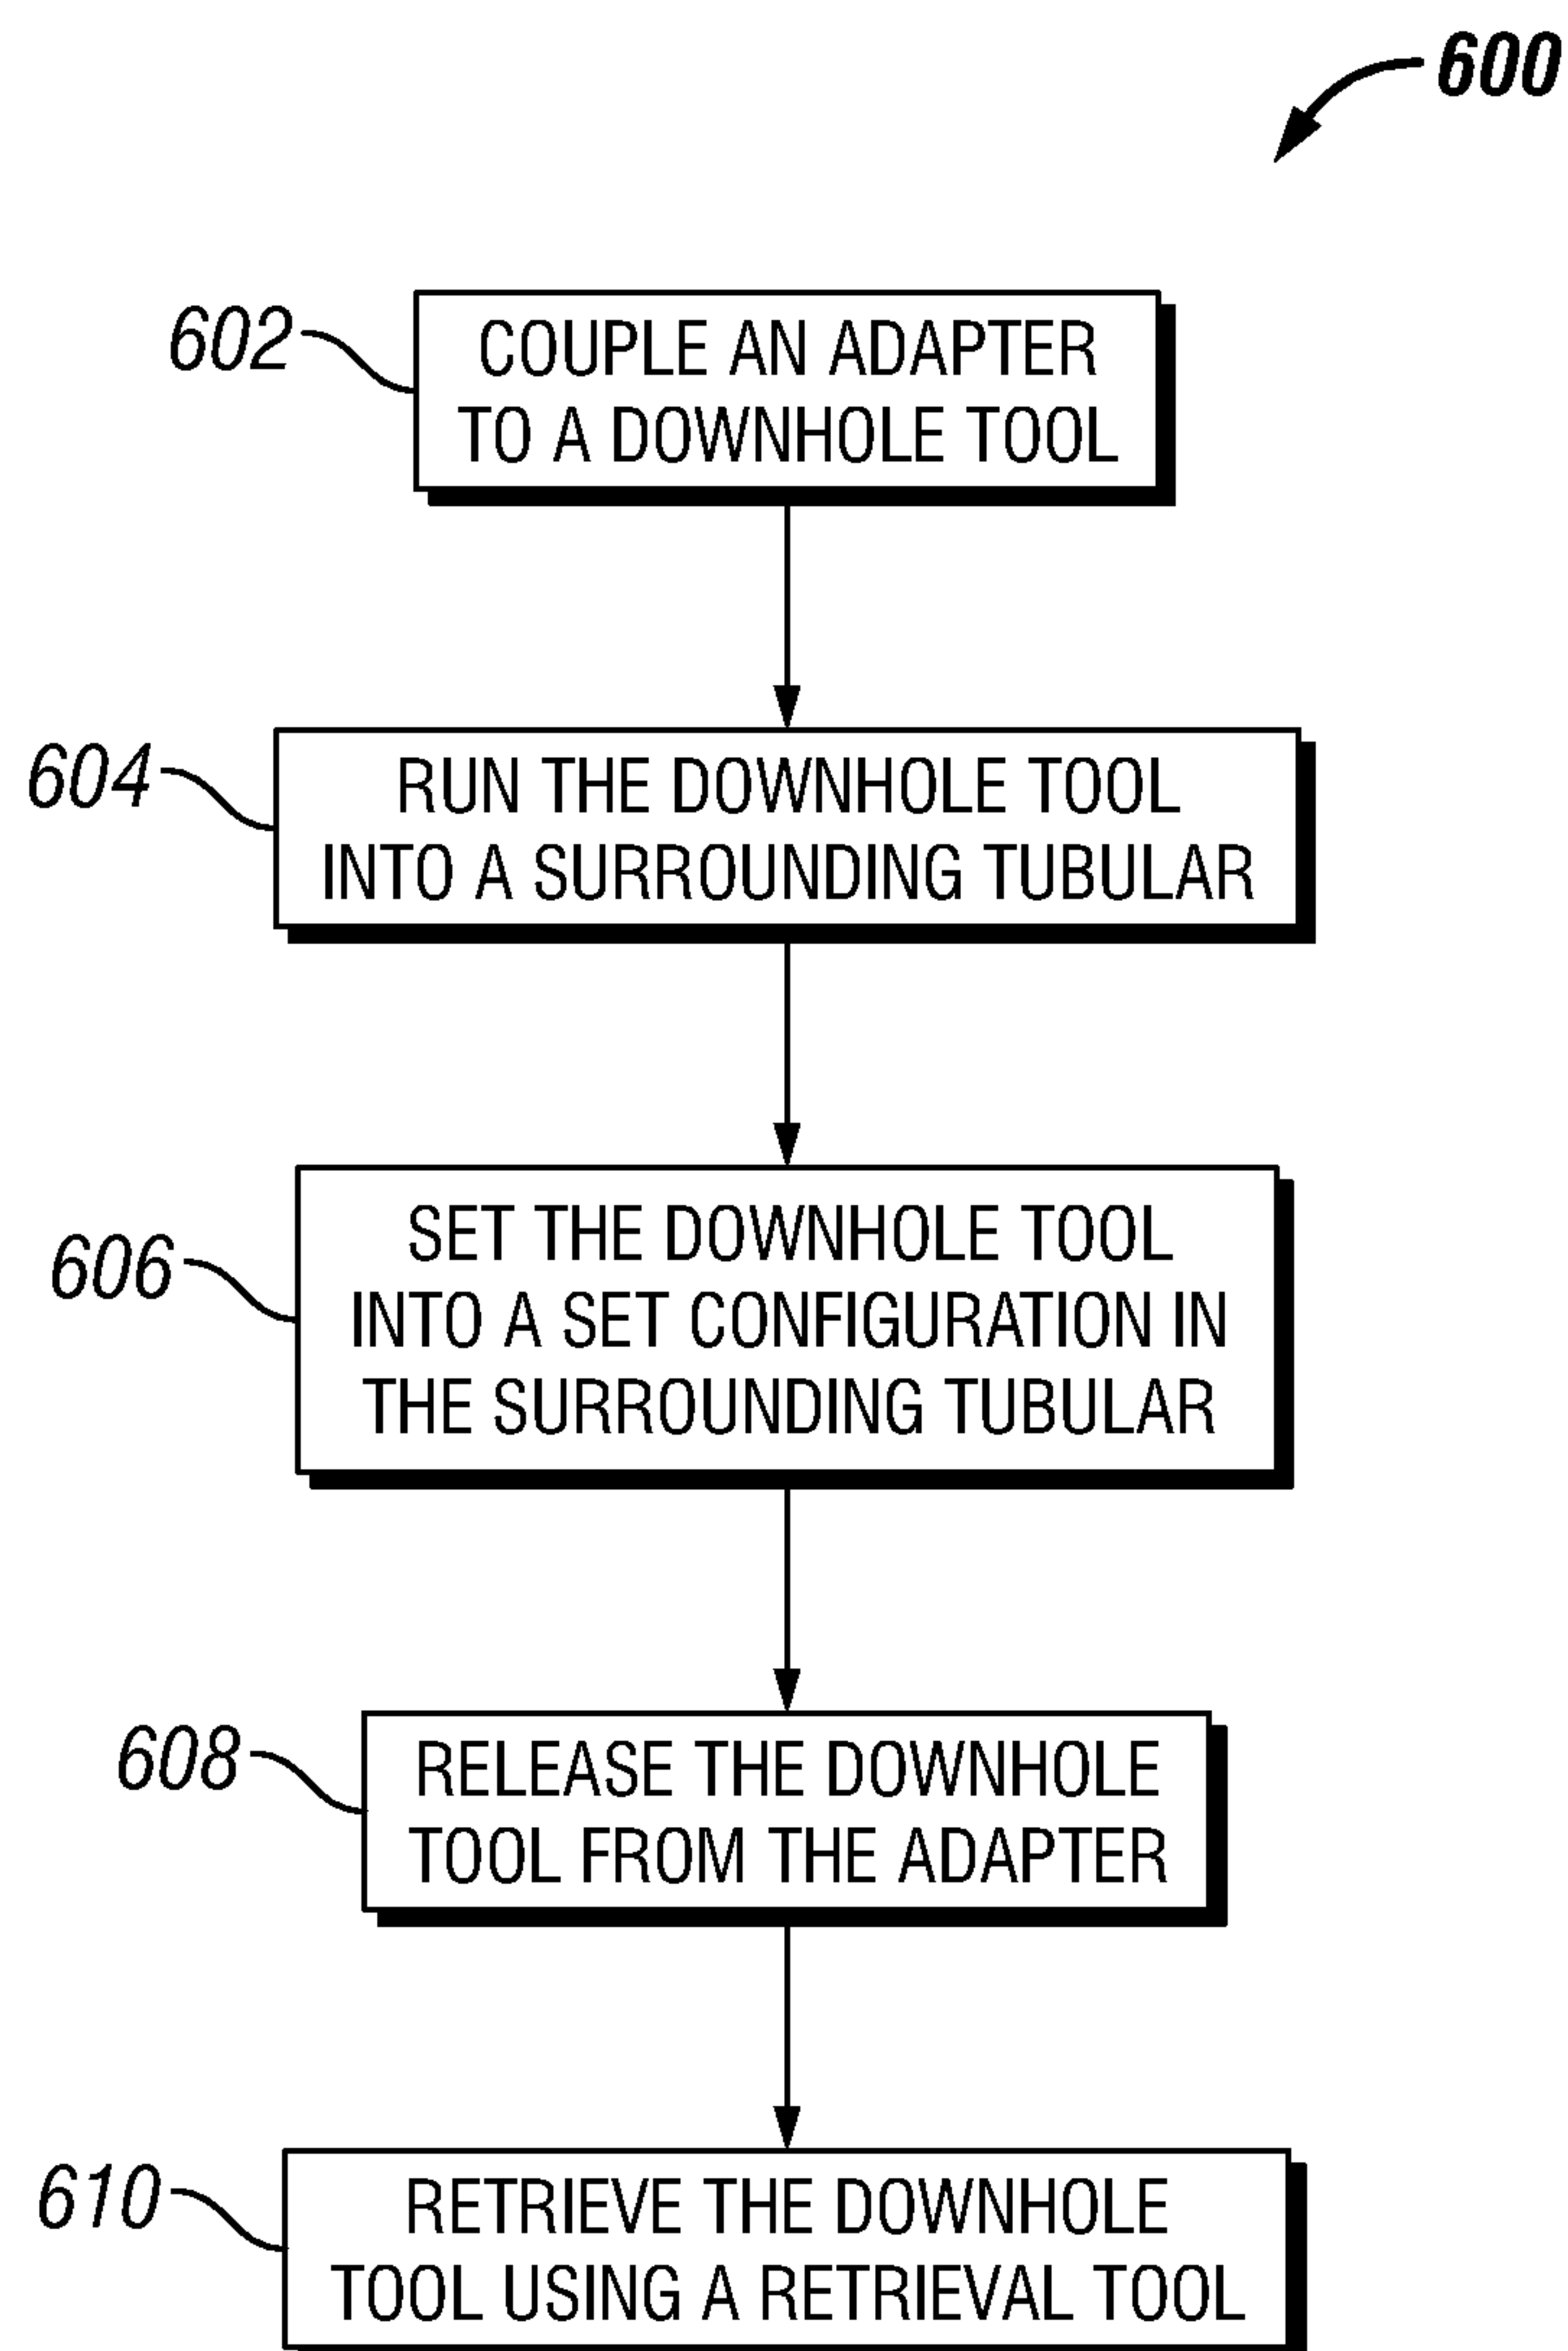 600
602
COUPLE AN ADAPTER
TO A DOWNHOLE TOOL
604
RUN THE DOWNHOLE TOOL
INTO A SURROUNDING TUBULAR
606
SET THE DOWNHOLE TOOL
INTO A SET CONFIGURATION IN
THE SURROUNDING TUBULAR
608
RELEASE THE DOWNHOLE
TOOL FROM THE ADAPTER
610
RETRIEVE THE DOWNHOLE
TOOL USING A RETRIEVAL TOOL